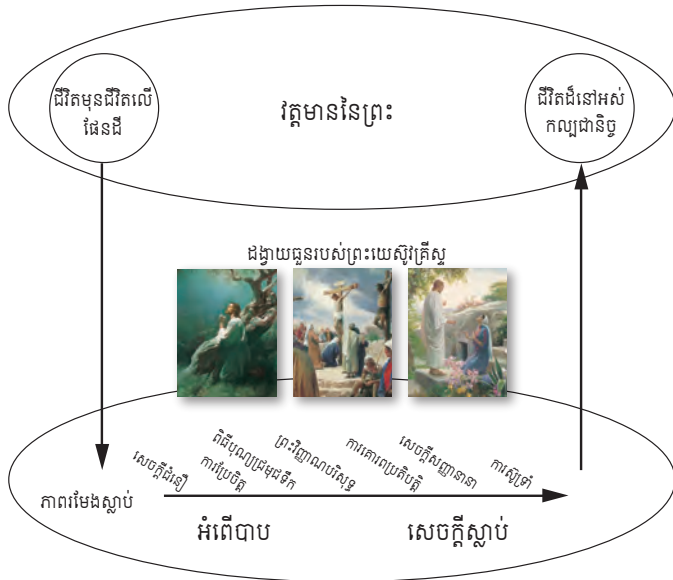 ជីវិតមុនជីវិតលើ
ផែនដី
វត្តមាននៃព្រះ
ជីវិតដ៏នៅអស់
កល្បជានិច្ច
ដង្វាយធួនរបស់ព្រះយេស៊ូវគ្រីស្ទ
សេចក្ដីជំនឿ
ការប្រែចិត្ត
ពិធីបុណ្យជ្រមុជទឹក
ព្រះវិញ្ញាណបរិសុទ្ធ
ការគោរពប្រតិបត្តិ
សេចក្ដីសញ្ញានានា
ការស៊ូទ្រាំ
ភាពរមែងស្លាប់
អំពើបាប
សេចក្ដីស្លាប់